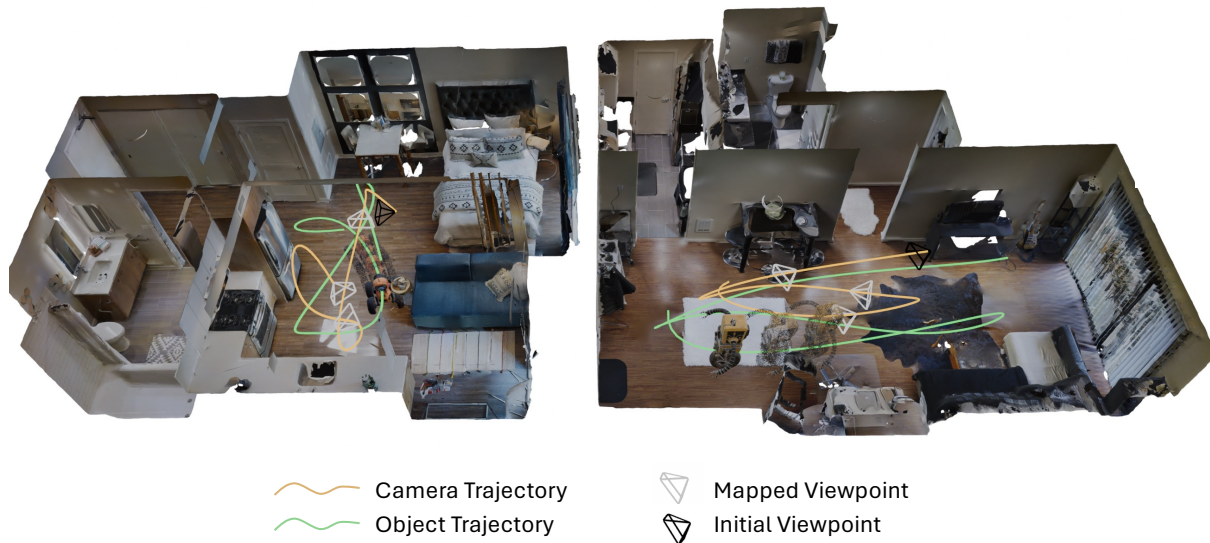 Camera Trajectory
Mapped Viewpoint
Object Trajectory
Initial Viewpoint